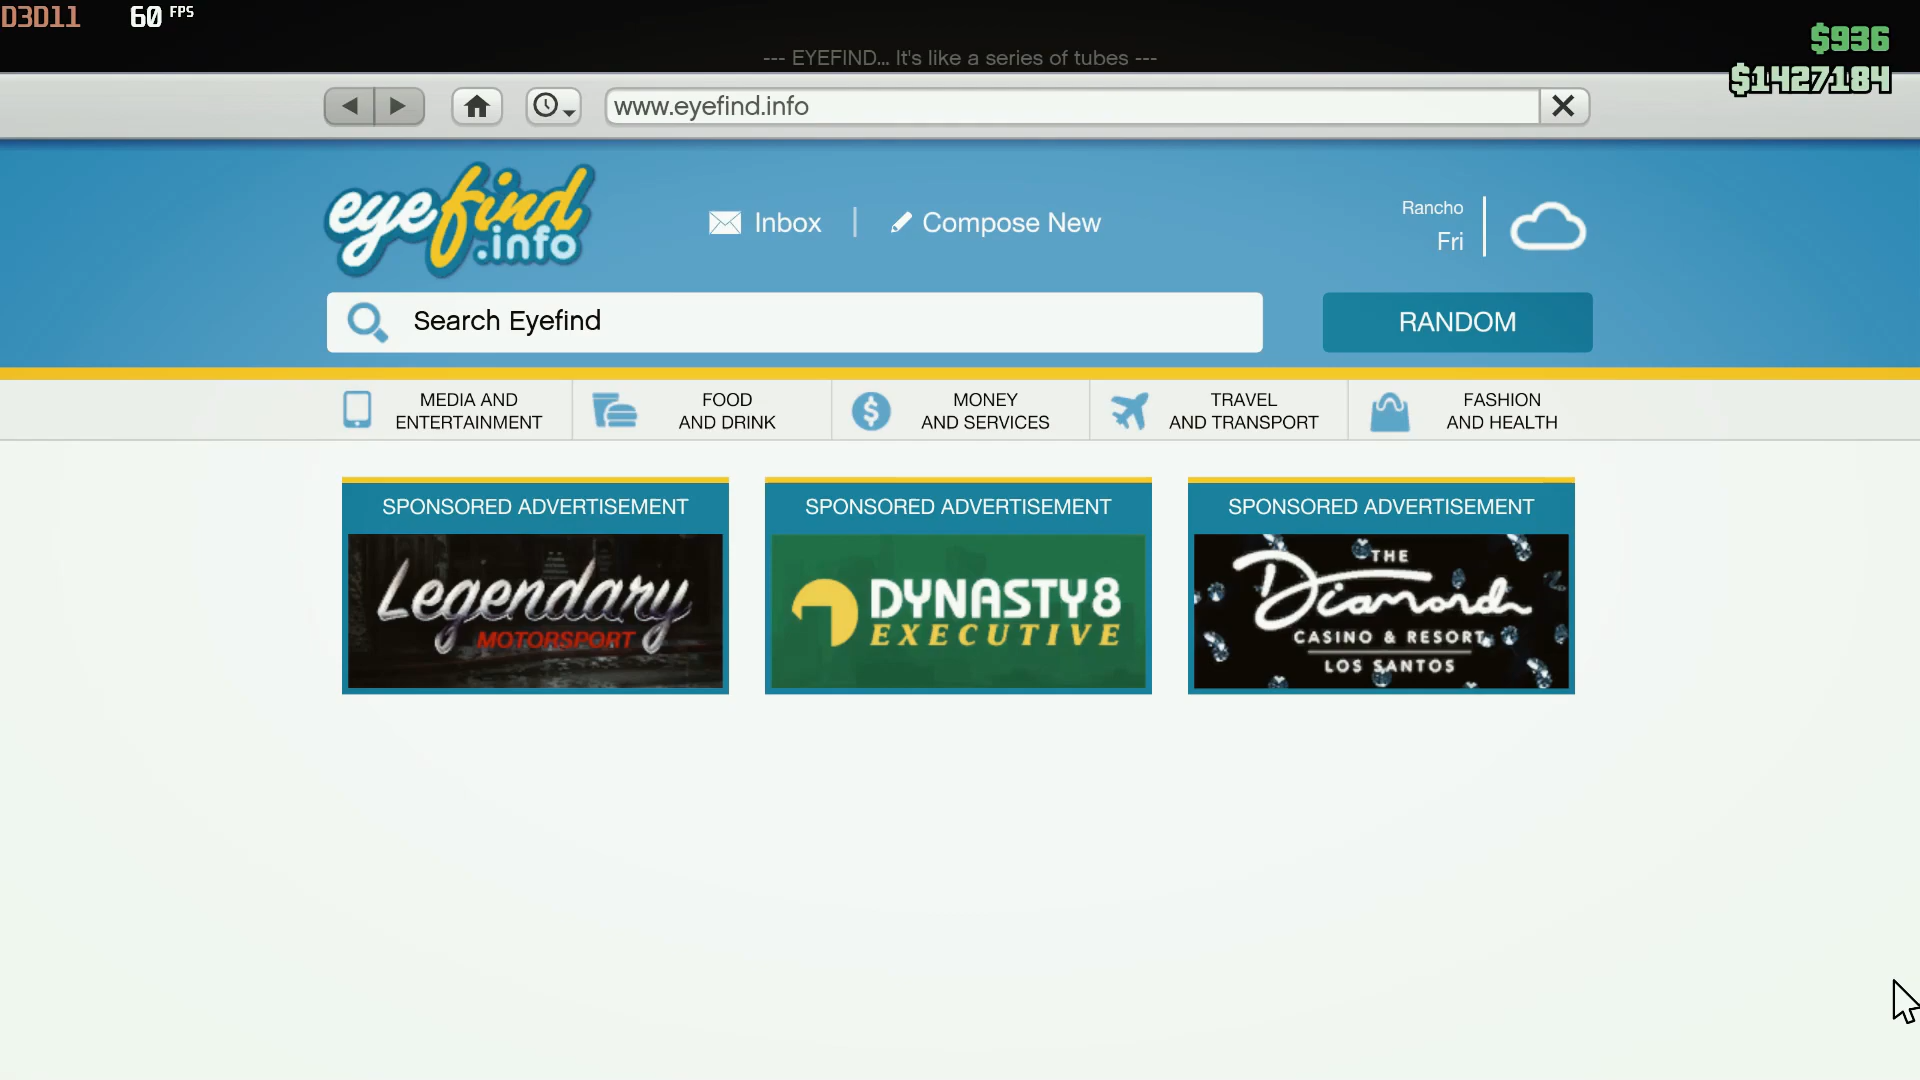 D3D11 60 FPS
$936
--- EYEFIND... It's like a series of tubes ---
$1427184
www.eyefind.info
eyefind
.info
Inbox
Compose New
Rancho
Fri
Search Eyefind
RANDOM
MEDIA AND
ENTERTAINMENT
FOOD
AND DRINK
MONEY
AND SERVICES
TRAVEL
AND TRANSPORT
FASHION
AND HEALTH
SPONSORED ADVERTISEMENT
Legendary
MOTORSPORT
SPONSORED ADVERTISEMENT
DYNASTY8
EXECUTIVE
SPONSORED ADVERTISEMENT
THE
Diamond
CASINO & RESORT
LOS SANTOS